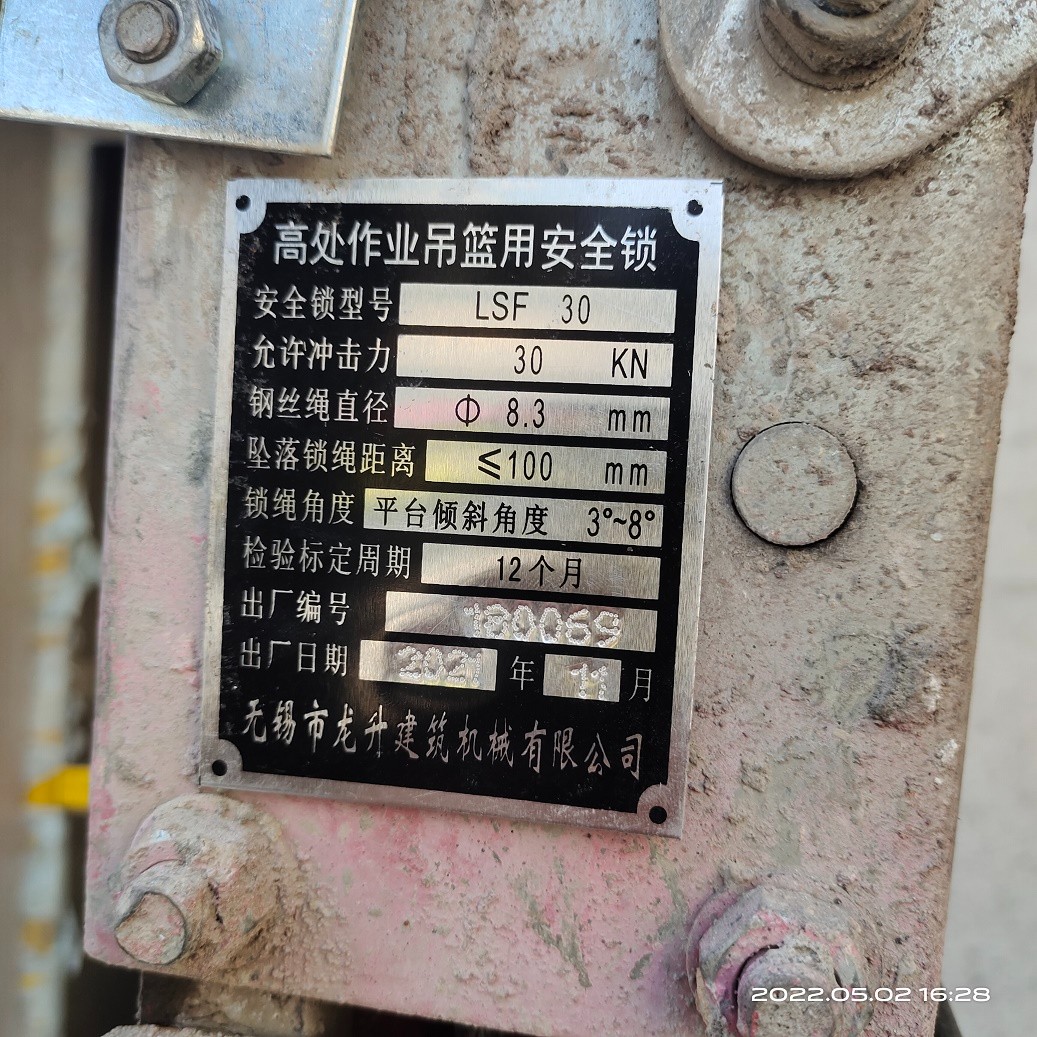 高处作业吊篮用安全锁
安全锁型号 LSF 30
允许冲击力 30 KN
钢丝绳直径 Φ 8.3 mm
坠落锁绳距离 ≤100 mm
锁绳角度 平台倾斜角度 3°~8°
检验标定周期 12个月
出厂编号 180069
出厂日期 2021 年 11 月
无锡市龙升建筑机械有限公司
2022.05.02 16:28